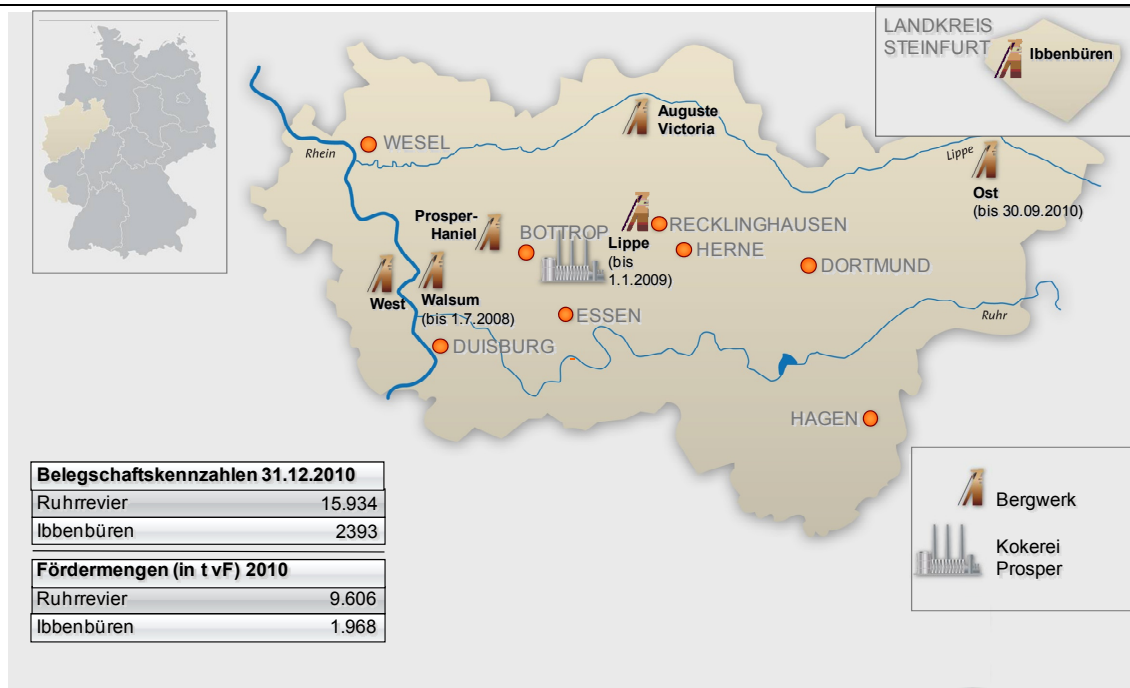 LANDKREIS
STEINFURT
Ibbenbüren
Auguste
Victoria
WESEL
Rhein
Lippe
Ost
(bis 30.09.2010)
Prosper-
Haniel
BOTTROP
Lippe
(bis
1.1.2009)
RECKLINGHAUSEN
HERNE
DORTMUND
West
Walsum
(bis 1.7.2008)
ESSEN
Ruhr
DUISBURG
HAGEN
Belegschaftskennzahlen 31.12.2010
Ruhrrevier 15.934
Ibbenbüren 2393
Fördermengen (in t vF) 2010
Ruhrrevier 9.606
Ibbenbüren 1.968
Bergwerk
Kokerei
Prosper